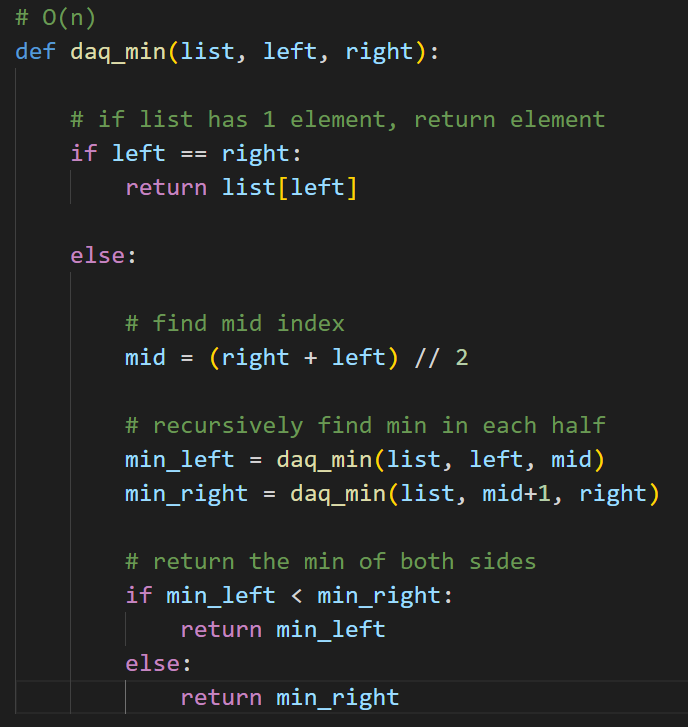 # O(n)
def daq_min(list, left, right):
# if list has 1 element, return element
if left == right:
return list[left]
else:
# find mid index
mid = (right + left) // 2
# recursively find min in each half
min_left = daq_min(list, left, mid)
min_right = daq_min(list, mid+1, right)
# return the min of both sides
if min_left < min_right:
return min_left
else:
return min_right